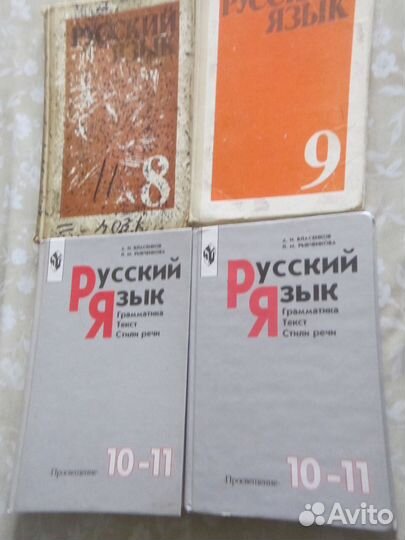 РУССКИЙ
ЯЗЫК
8
РУССКИЙ
ЯЗЫК
9
А. И. ВЛАСЕНКОВ
Л. М. РЫБЧЕНКОВА
Русский
Язык
Грамматика
Текст
Стили речи
·Просвещение·
10-11
А. И. ВЛАСЕНКОВ
Л. М. РЫБЧЕНКОВА
Русский
Язык
Грамматика
Текст
Стили речи
·Просвещение·
10-11
Avito